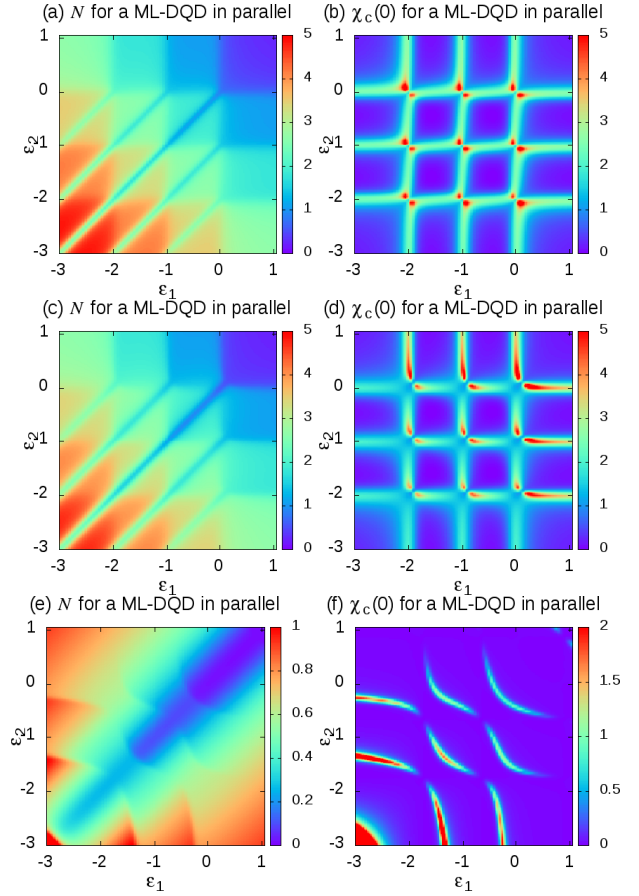 (a) N for a ML-DQD in parallel
(b) χc(0) for a ML-DQD in parallel
ε2
0
-1
-2
-3
-3 -2 -1 0 1
ε1
5
4
3
2
1
0
ε2
0
-1
-2
-3
-3 -2 -1 0 1
ε1
5
4
3
2
1
0
(c) N for a ML-DQD in parallel
(d) χc(0) for a ML-DQD in parallel
ε2
1
0
-1
-2
-3
-3 -2 -1 0 1
ε1
5
4
3
2
1
0
ε2
1
0
-1
-2
-3
-3 -2 -1 0 1
ε1
5
4
3
2
1
0
(e) N for a ML-DQD in parallel
(f) χc(0) for a ML-DQD in parallel
ε2
1
0
-1
-2
-3
-3 -2 -1 0 1
ε1
1
0.8
0.6
0.4
0.2
0
ε2
1
0
-1
-2
-3
-3 -2 -1 0 1
ε1
2
1.5
1
0.5
0